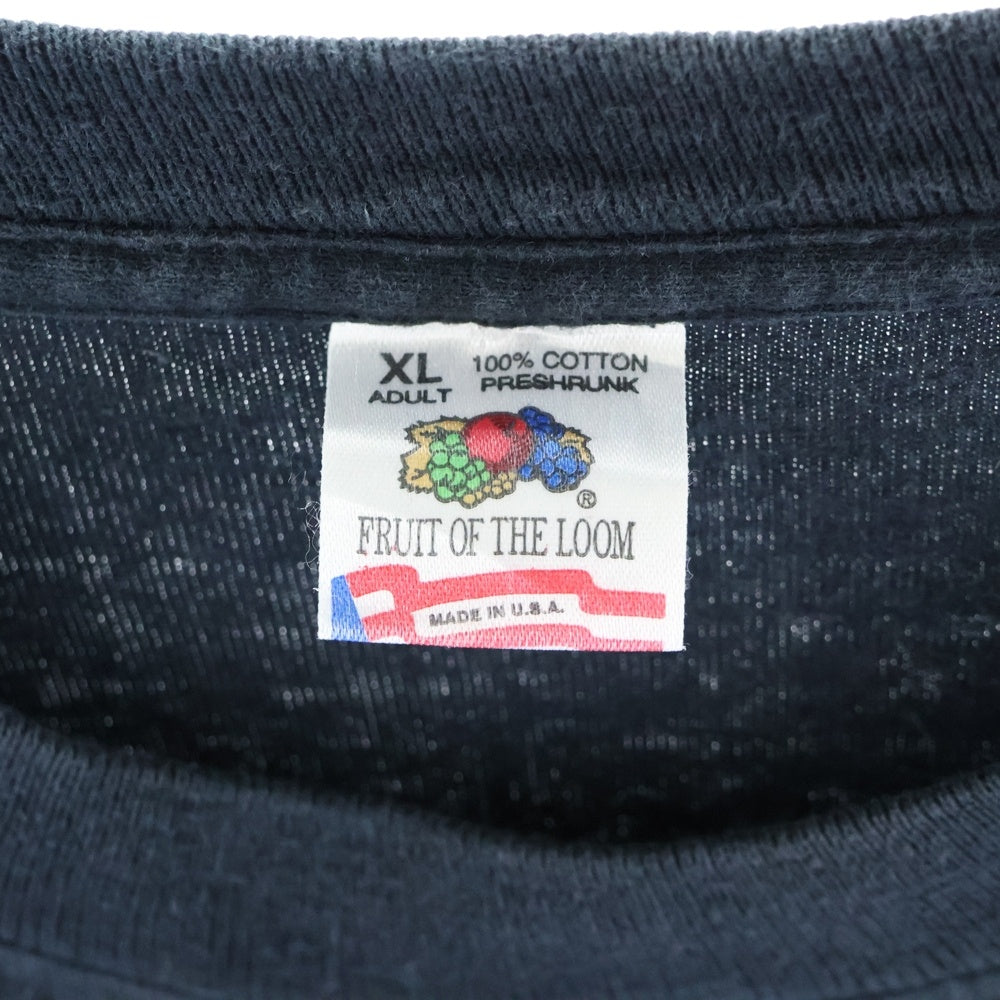 XL
ADULT
100% COTTON
PRESHRUNK
®
FRUIT OF THE LOOM
MADE IN U.S.A.